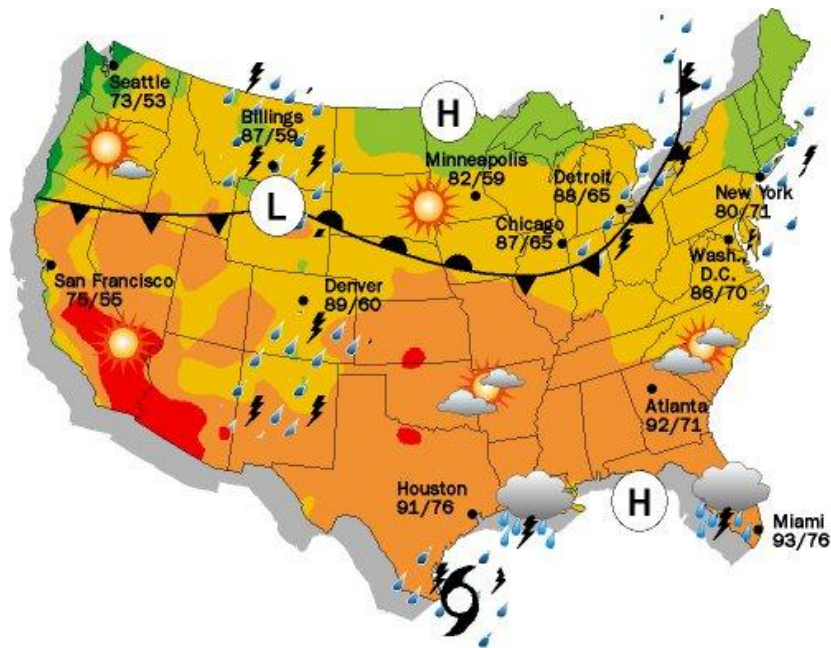 Seattle
73/53
Billings
87/59
H
Minneapolis
82/59
Detroit
88/65
New York
80/71
L
Chicago
87/65
Wash.,
D.C.
86/70
San Francisco
75/55
Denver
89/60
Atlanta
92/71
Houston
91/76
H
Miami
93/76